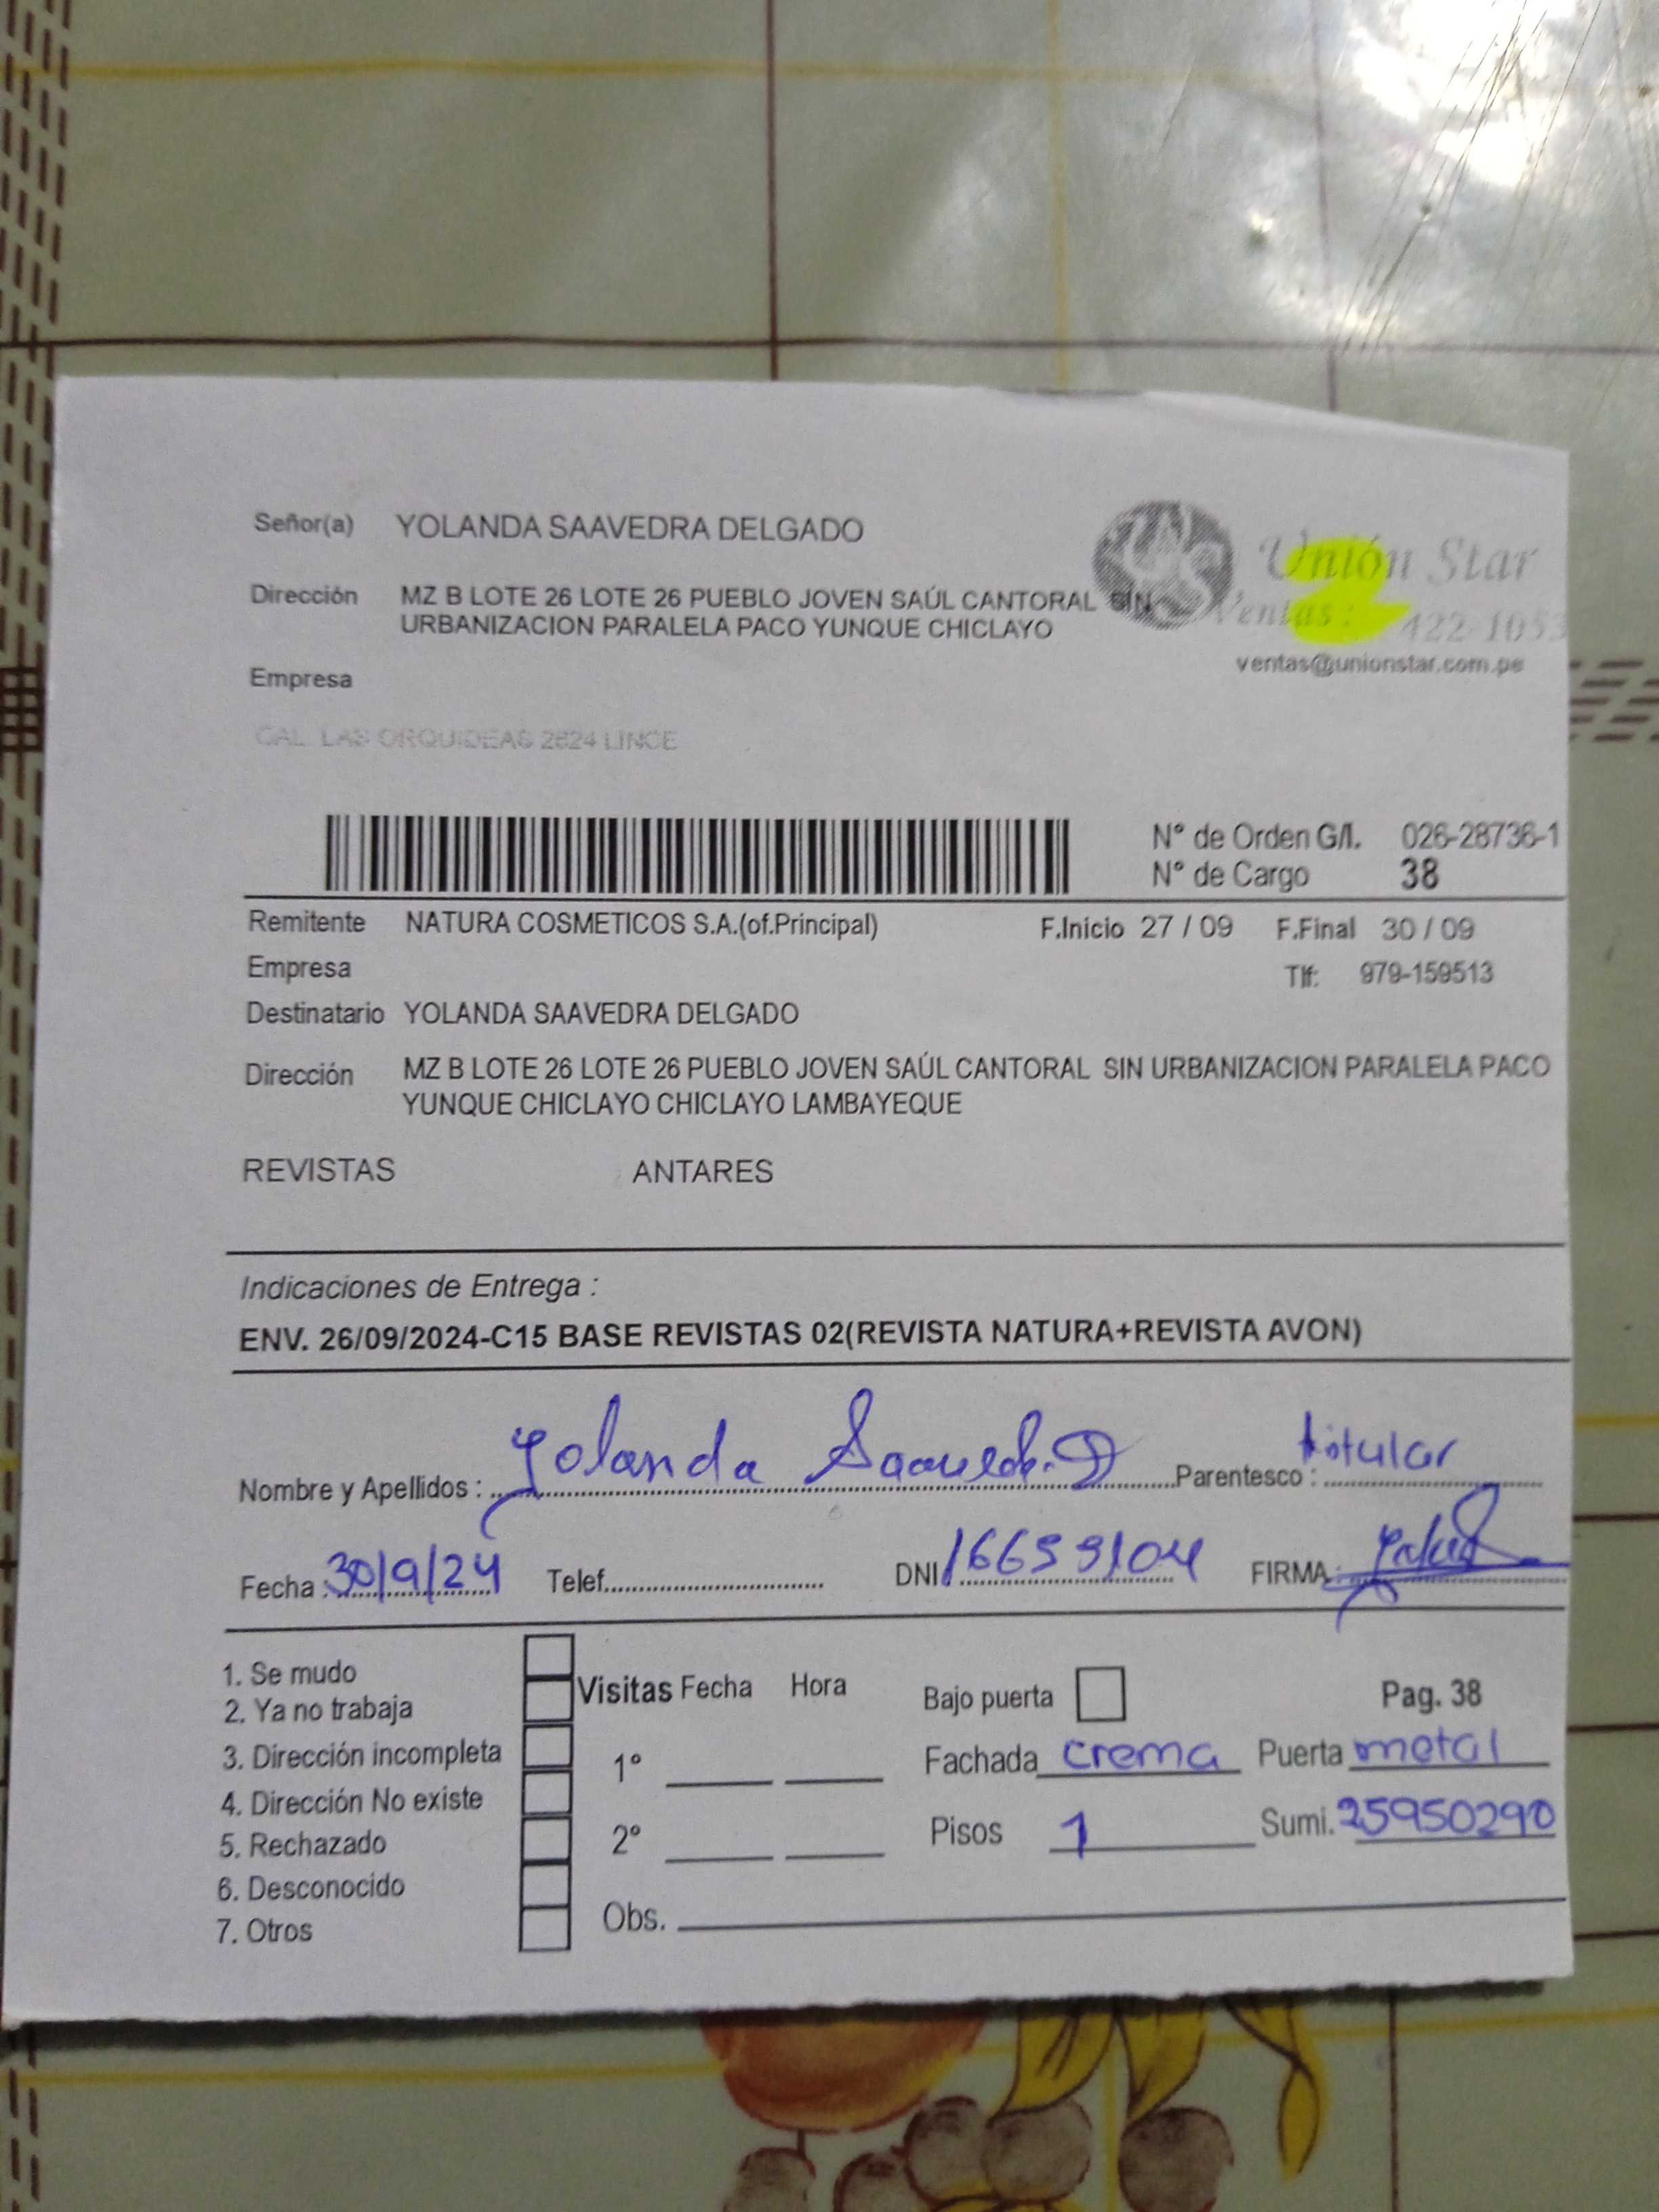 Señor(a) YOLANDA SAAVEDRA DELGADO
Unión Star
Dirección MZ B LOTE 26 LOTE 26 PUEBLO JOVEN SAÚL CANTORAL SIN
URBANIZACION PARALELA PACO YUNQUE CHICLAYO
Ventas: 422-1053
ventas@unionstar.com.pe
Empresa
CAL. LAS ORQUIDEAS 2624 LINCE
N° de Orden G/I. 026-28736-1
N° de Cargo 38
Remitente NATURA COSMETICOS S.A.(of.Principal) F.Inicio 27 / 09 F.Final 30 / 09
Empresa Tlf: 979-159513
Destinatario YOLANDA SAAVEDRA DELGADO
Dirección MZ B LOTE 26 LOTE 26 PUEBLO JOVEN SAÚL CANTORAL SIN URBANIZACION PARALELA PACO
YUNQUE CHICLAYO CHICLAYO LAMBAYEQUE
REVISTAS ANTARES
Indicaciones de Entrega :
ENV. 26/09/2024-C15 BASE REVISTAS 02(REVISTA NATURA+REVISTA AVON)
Nombre y Apellidos : Yolanda Saavedr. D Parentesco : titular
Fecha : 30/9/24 Telef. DNI FIRMA
1. Se mudo
2. Ya no trabaja
3. Dirección incompleta
4. Dirección No existe
5. Rechazado
6. Desconocido
7. Otros
Visitas Fecha Hora
1°
2°
Obs.
Bajo puerta Pag. 38
Fachada crema Puerta metal
Pisos 1 Sumi. 25950290